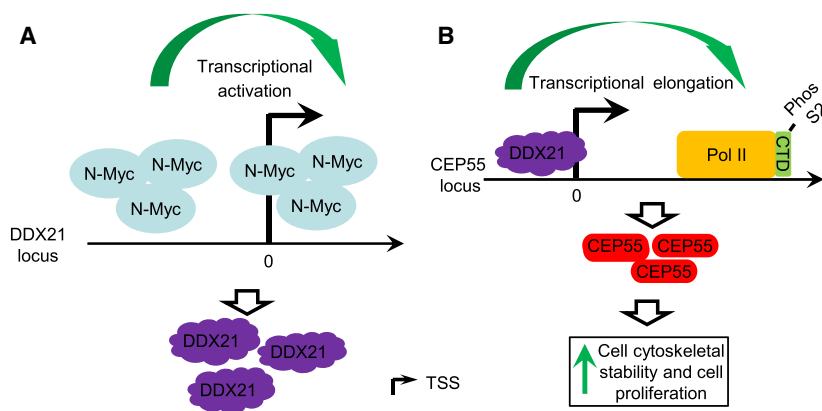 A
Transcriptional
activation
N-Myc
N-Myc
N-Myc
N-Myc
N-Myc
N-Myc
DDX21
locus
0
DDX21
DDX21
DDX21
TSS
B
Transcriptional elongation
Phos
S2
DDX21
Pol II
CTD
CEP55
locus
0
CEP55
CEP55
CEP55
Cell cytoskeletal
stability and cell
proliferation